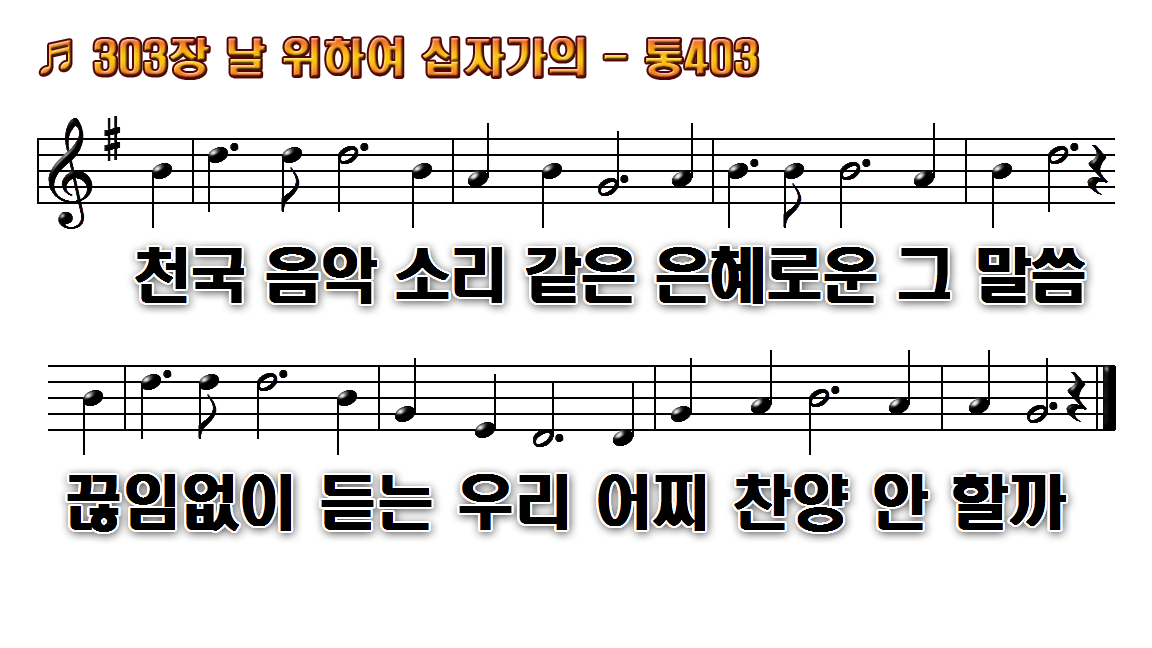 ♬ 303장 날 위하여 십자가의 - 통403
천국 음악 소리 같은 은혜로운 그 말씀
끊임없이 듣는 우리 어찌 찬양 안 할까